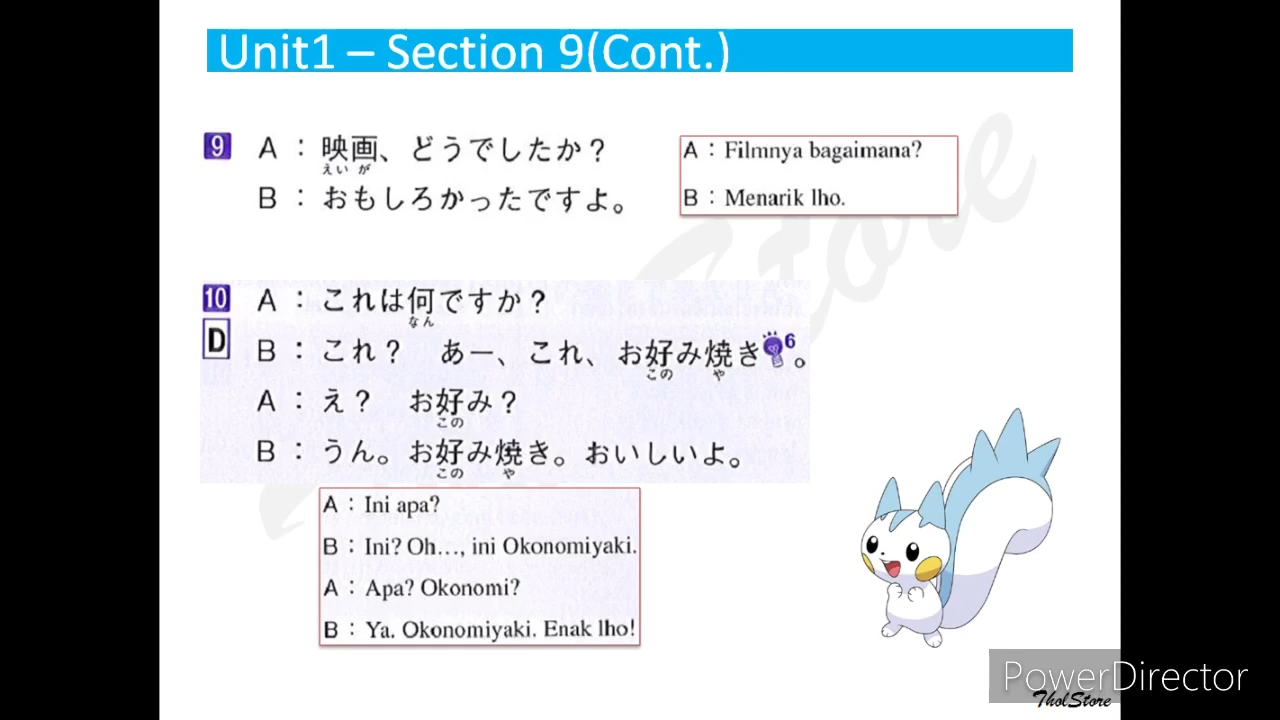 Unit1 – Section 9(Cont.)
9 A : 映画、どうでしたか?
えい が
B : おもしろかったですよ。
A : Filmnya bagaimana?
B : Menarik lho.
10 A : これは何ですか?
なん
D
B : これ? あー、これ、お好み焼き 6 。
この や
A : え? お好み?
この
B : うん。お好み焼き。おいしいよ。
この や
A : Ini apa?
B : Ini? Oh..., ini Okonomiyaki.
A : Apa? Okonomi?
B : Ya. Okonomiyaki. Enak lho!
Store
PowerDirector
TholStore